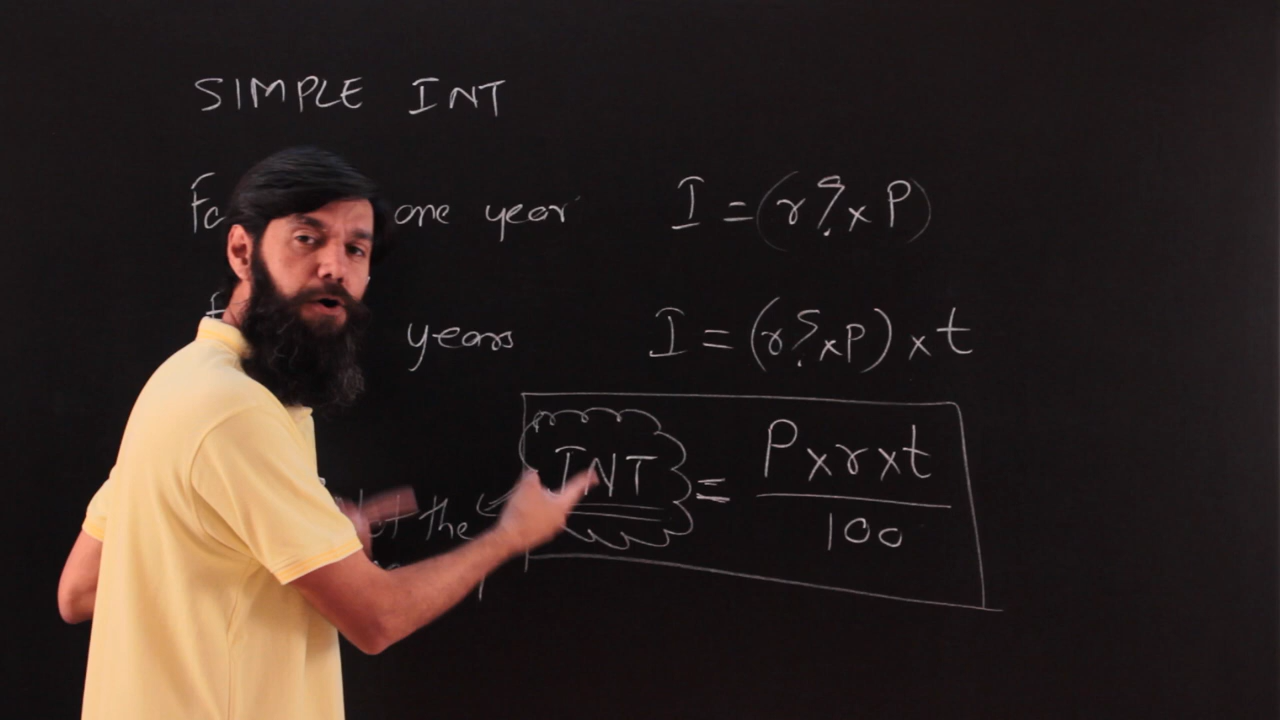 SIMPLE INT
one year I = (r% x P)
years I = (r% x P) x t
INT = P x r x t
the
100